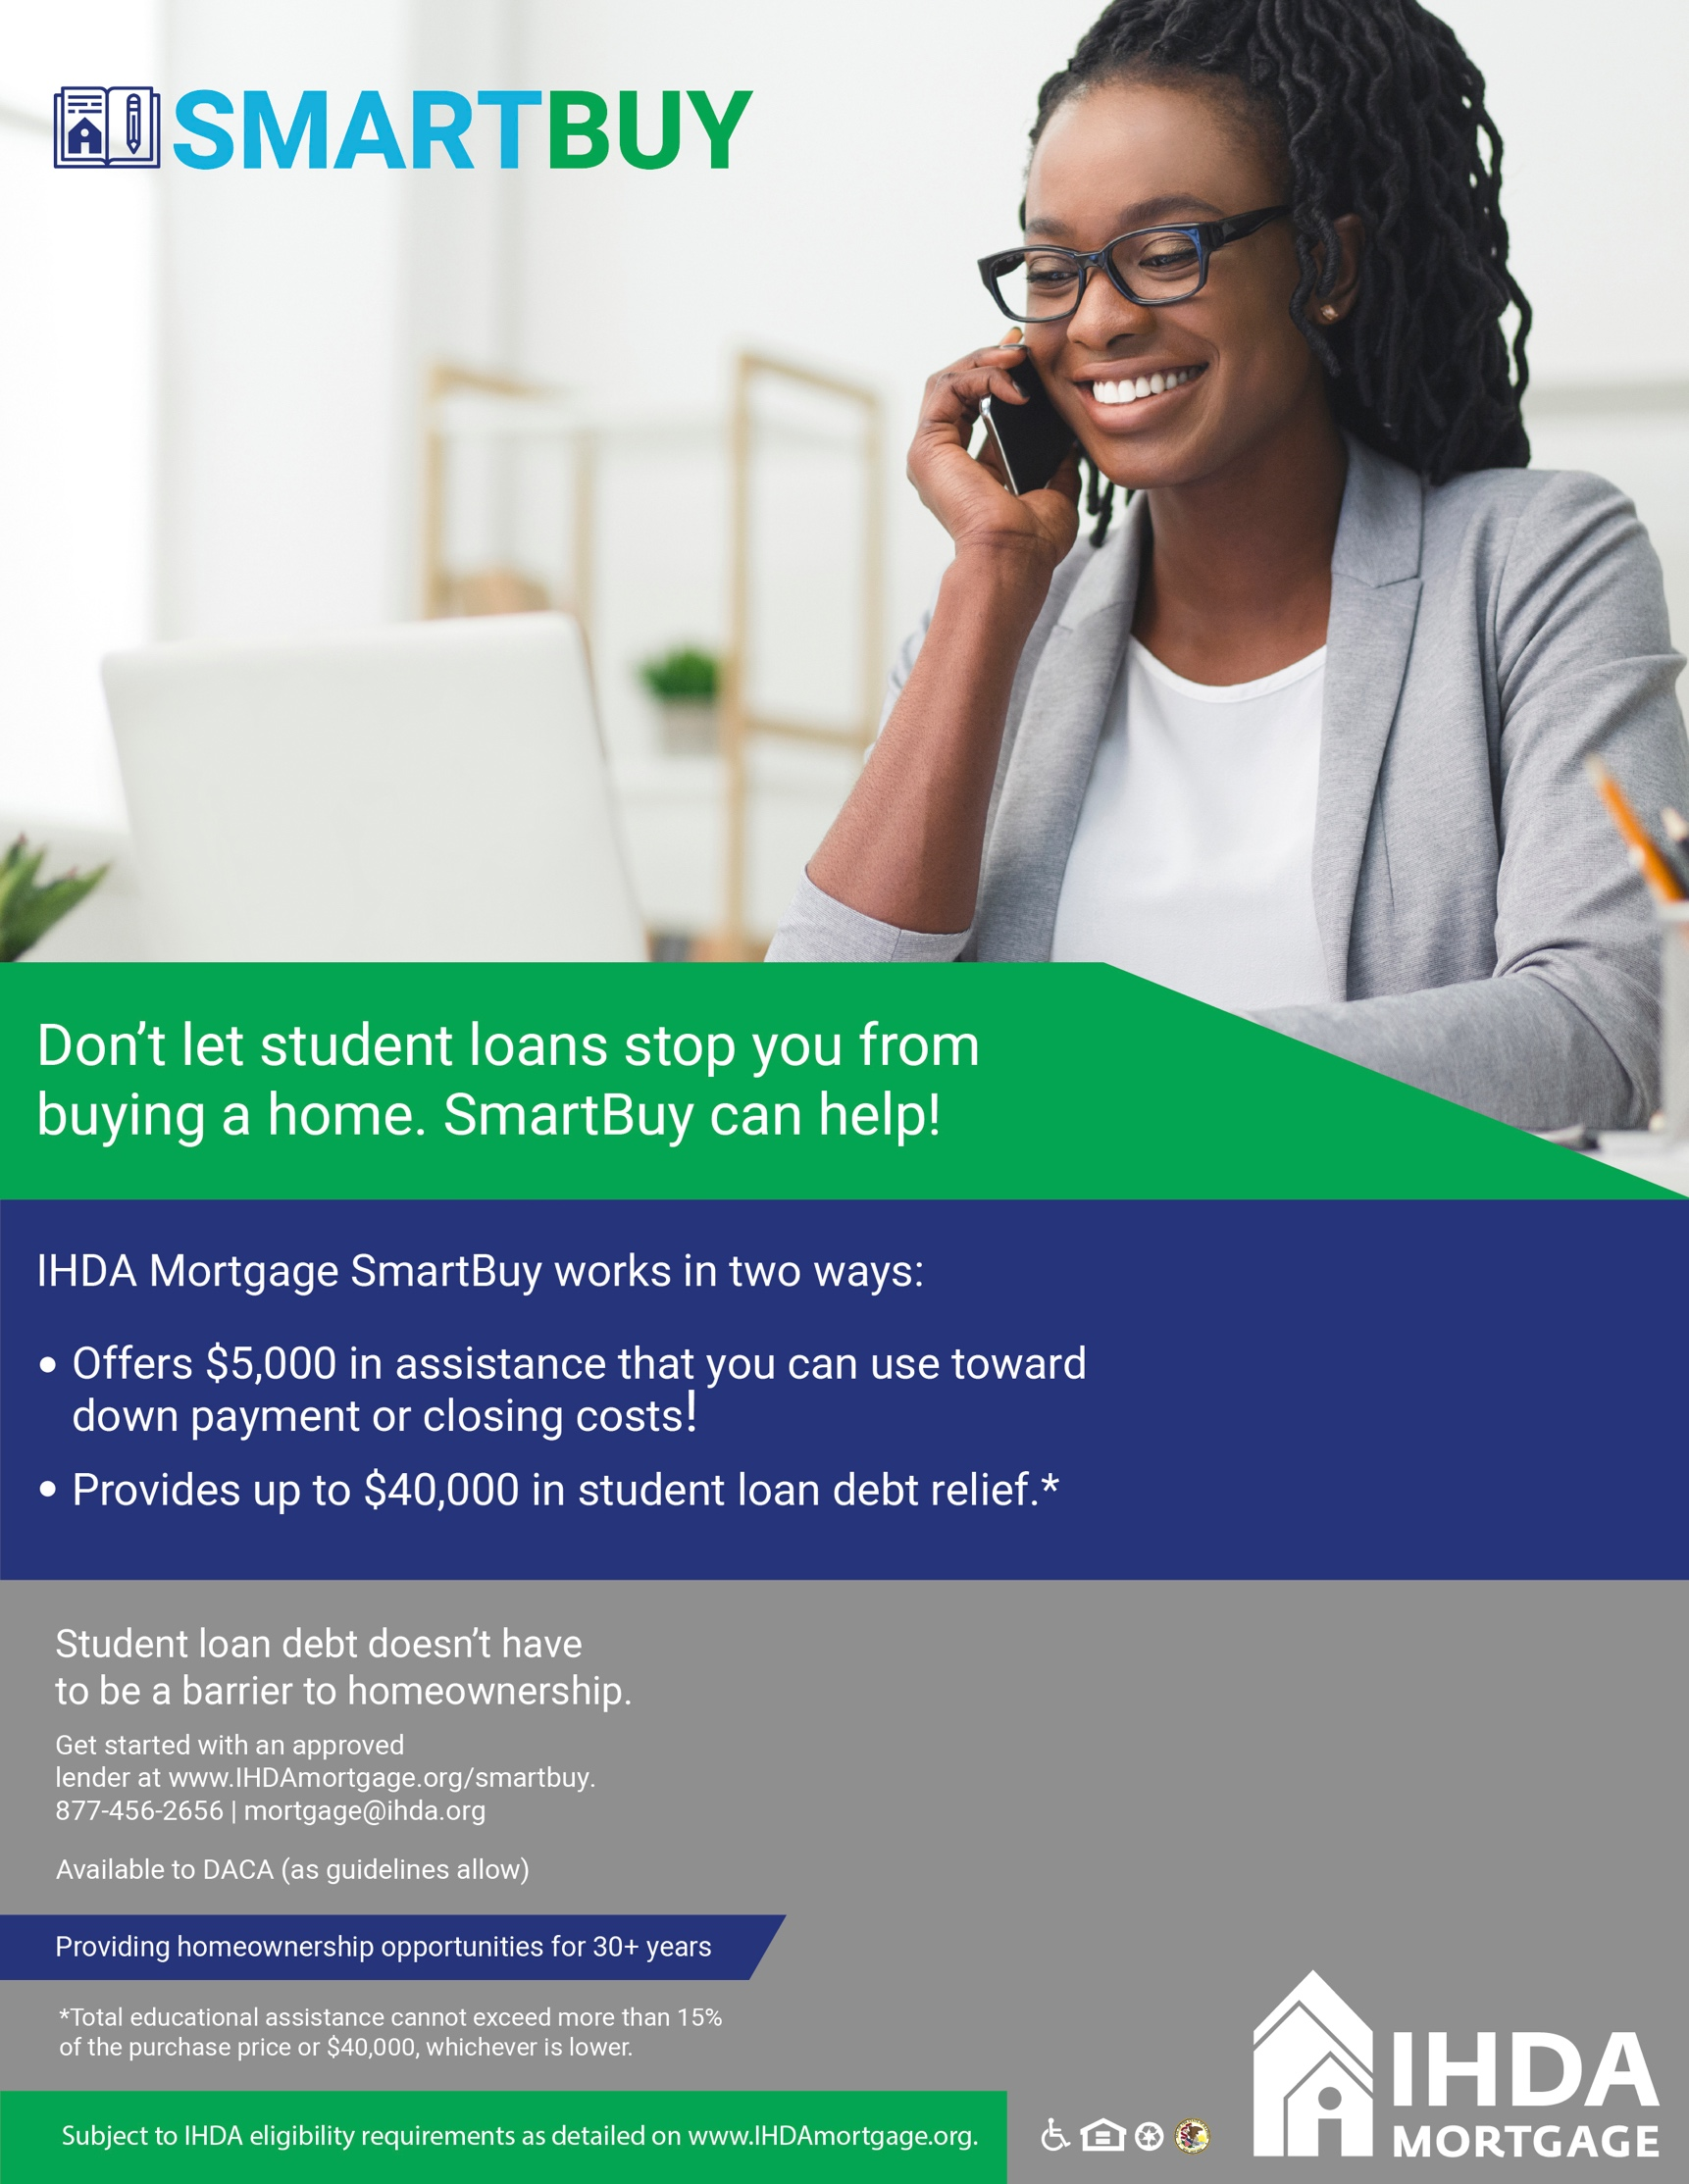 SMARTBUY
Don't let student loans stop you from
buying a home. SmartBuy can help!
IHDA Mortgage SmartBuy works in two ways:
• Offers $5,000 in assistance that you can use toward
down payment or closing costs!
• Provides up to $40,000 in student loan debt relief.*
Student loan debt doesn't have
to be a barrier to homeownership.
Get started with an approved
lender at www.IHDAmortgage.org/smartbuy.
877-456-2656 | mortgage@ihda.org
Available to DACA (as guidelines allow)
Providing homeownership opportunities for 30+ years
*Total educational assistance cannot exceed more than 15%
of the purchase price or $40,000, whichever is lower.
Subject to IHDA eligibility requirements as detailed on www.IHDAmortgage.org.
IHDA
MORTGAGE